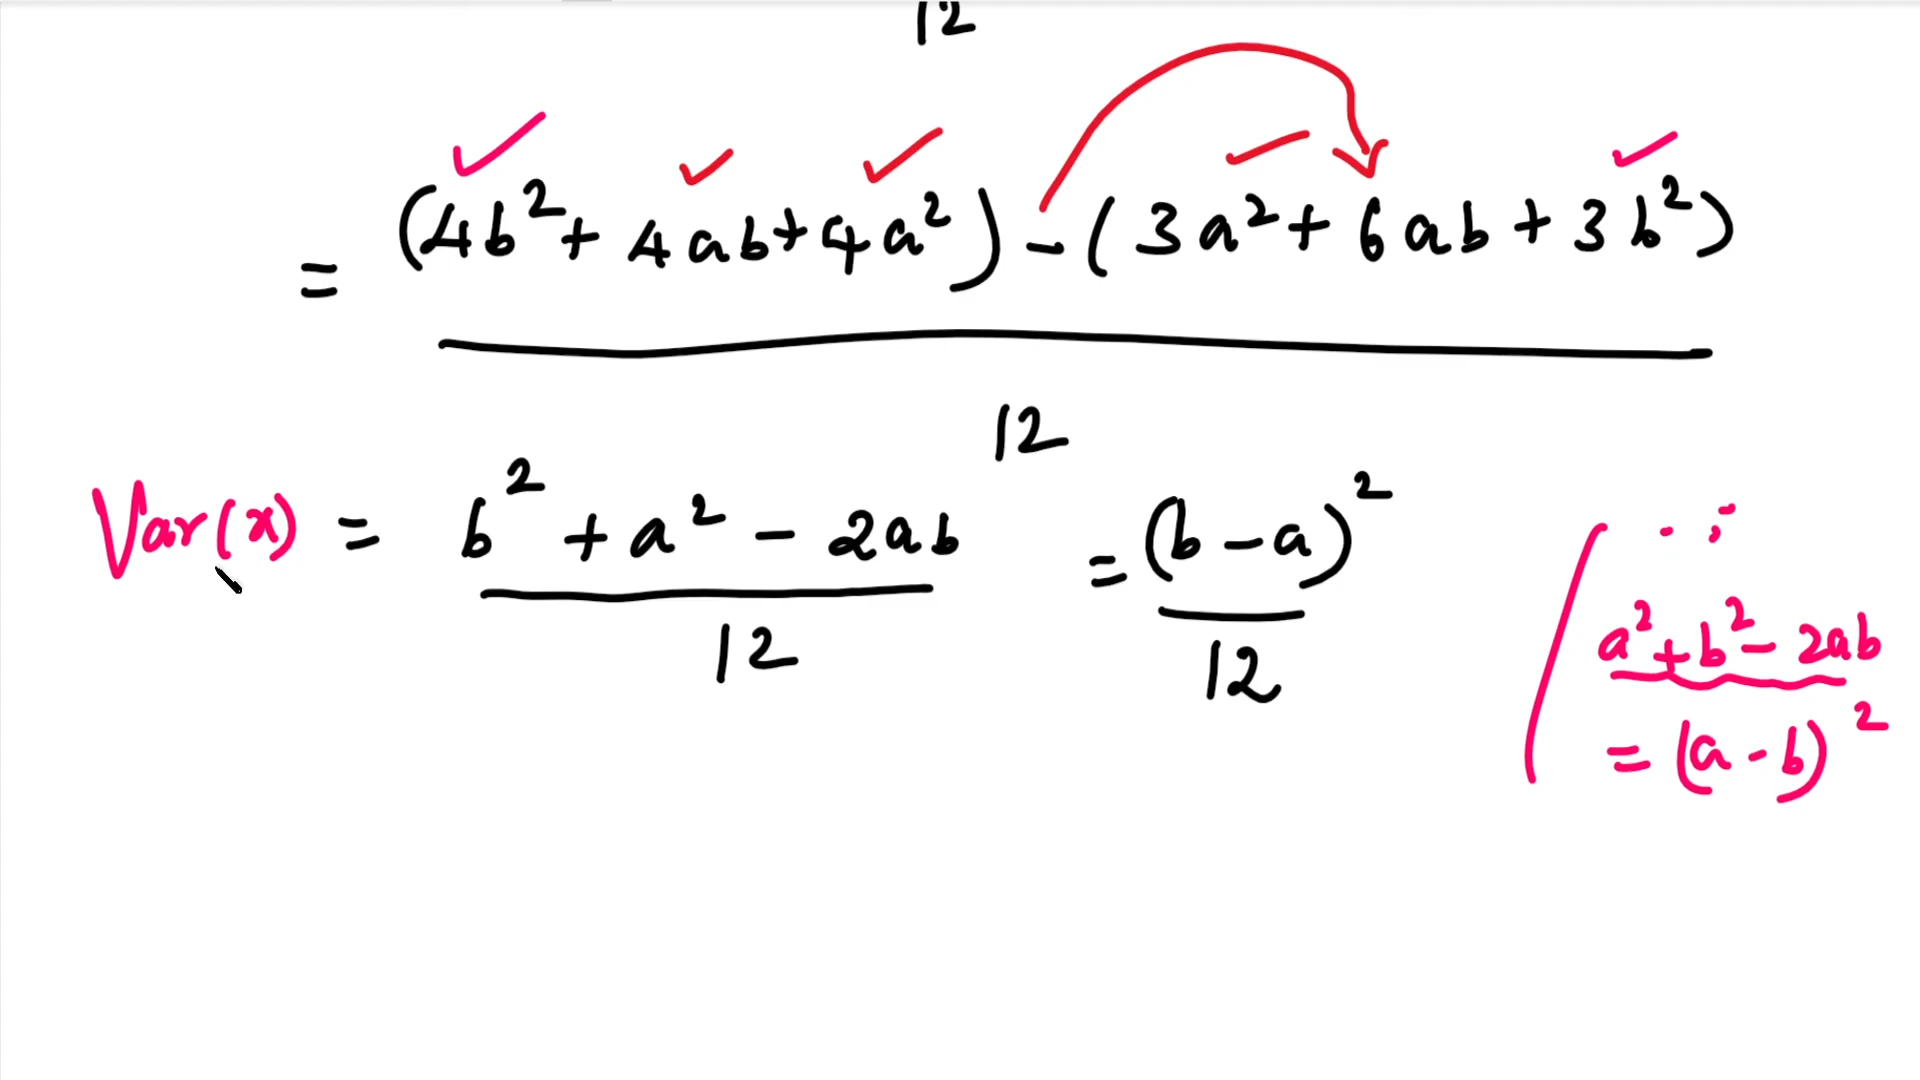 12
= (4b² + 4ab + 4a²) - (3a² + 6ab + 3b²)
12
Var(x) = b² + a² - 2ab = (b - a)²
12 12
∵
a² + b² - 2ab
= (a - b)²